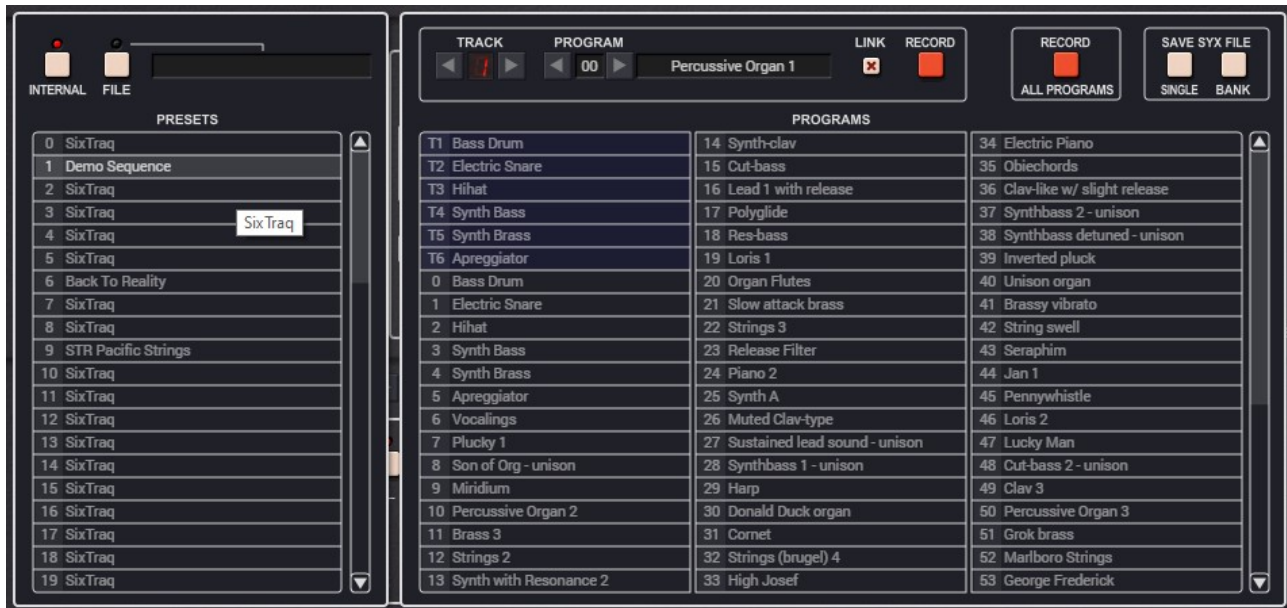 INTERNAL FILE
PRESETS
0 SixTraq
1 Demo Sequence
2 SixTraq
3 SixTraq
4 SixTraq
5 SixTraq
6 Back To Reality
7 SixTraq
8 SixTraq
9 STR Pacific Strings
10 SixTraq
11 SixTraq
12 SixTraq
13 SixTraq
14 SixTraq
15 SixTraq
16 SixTraq
17 SixTraq
18 SixTraq
19 SixTraq
SixTraq
TRACK PROGRAM LINK RECORD
1 00 Percussive Organ 1
RECORD
ALL PROGRAMS
SAVE SYX FILE
SINGLE BANK
PROGRAMS
T1 Bass Drum
T2 Electric Snare
T3 Hihat
T4 Synth Bass
T5 Synth Brass
T6 Apreggiator
0 Bass Drum
1 Electric Snare
2 Hihat
3 Synth Bass
4 Synth Brass
5 Apreggiator
6 Vocalings
7 Plucky 1
8 Son of Org - unison
9 Miridium
10 Percussive Organ 2
11 Brass 3
12 Strings 2
13 Synth with Resonance 2
14 Synth-clav
15 Cut-bass
16 Lead 1 with release
17 Polyglide
18 Res-bass
19 Loris 1
20 Organ Flutes
21 Slow attack brass
22 Strings 3
23 Release Filter
24 Piano 2
25 Synth A
26 Muted Clav-type
27 Sustained lead sound - unison
28 Synthbass 1 - unison
29 Harp
30 Donald Duck organ
31 Cornet
32 Strings (brugel) 4
33 High Josef
34 Electric Piano
35 Obiechords
36 Clav-like w/ slight release
37 Synthbass 2 - unison
38 Synthbass detuned - unison
39 Inverted pluck
40 Unison organ
41 Brassy vibrato
42 String swell
43 Seraphim
44 Jan 1
45 Pennywhistle
46 Loris 2
47 Lucky Man
48 Cut-bass 2 - unison
49 Clav 3
50 Percussive Organ 3
51 Grok brass
52 Marlboro Strings
53 George Frederick